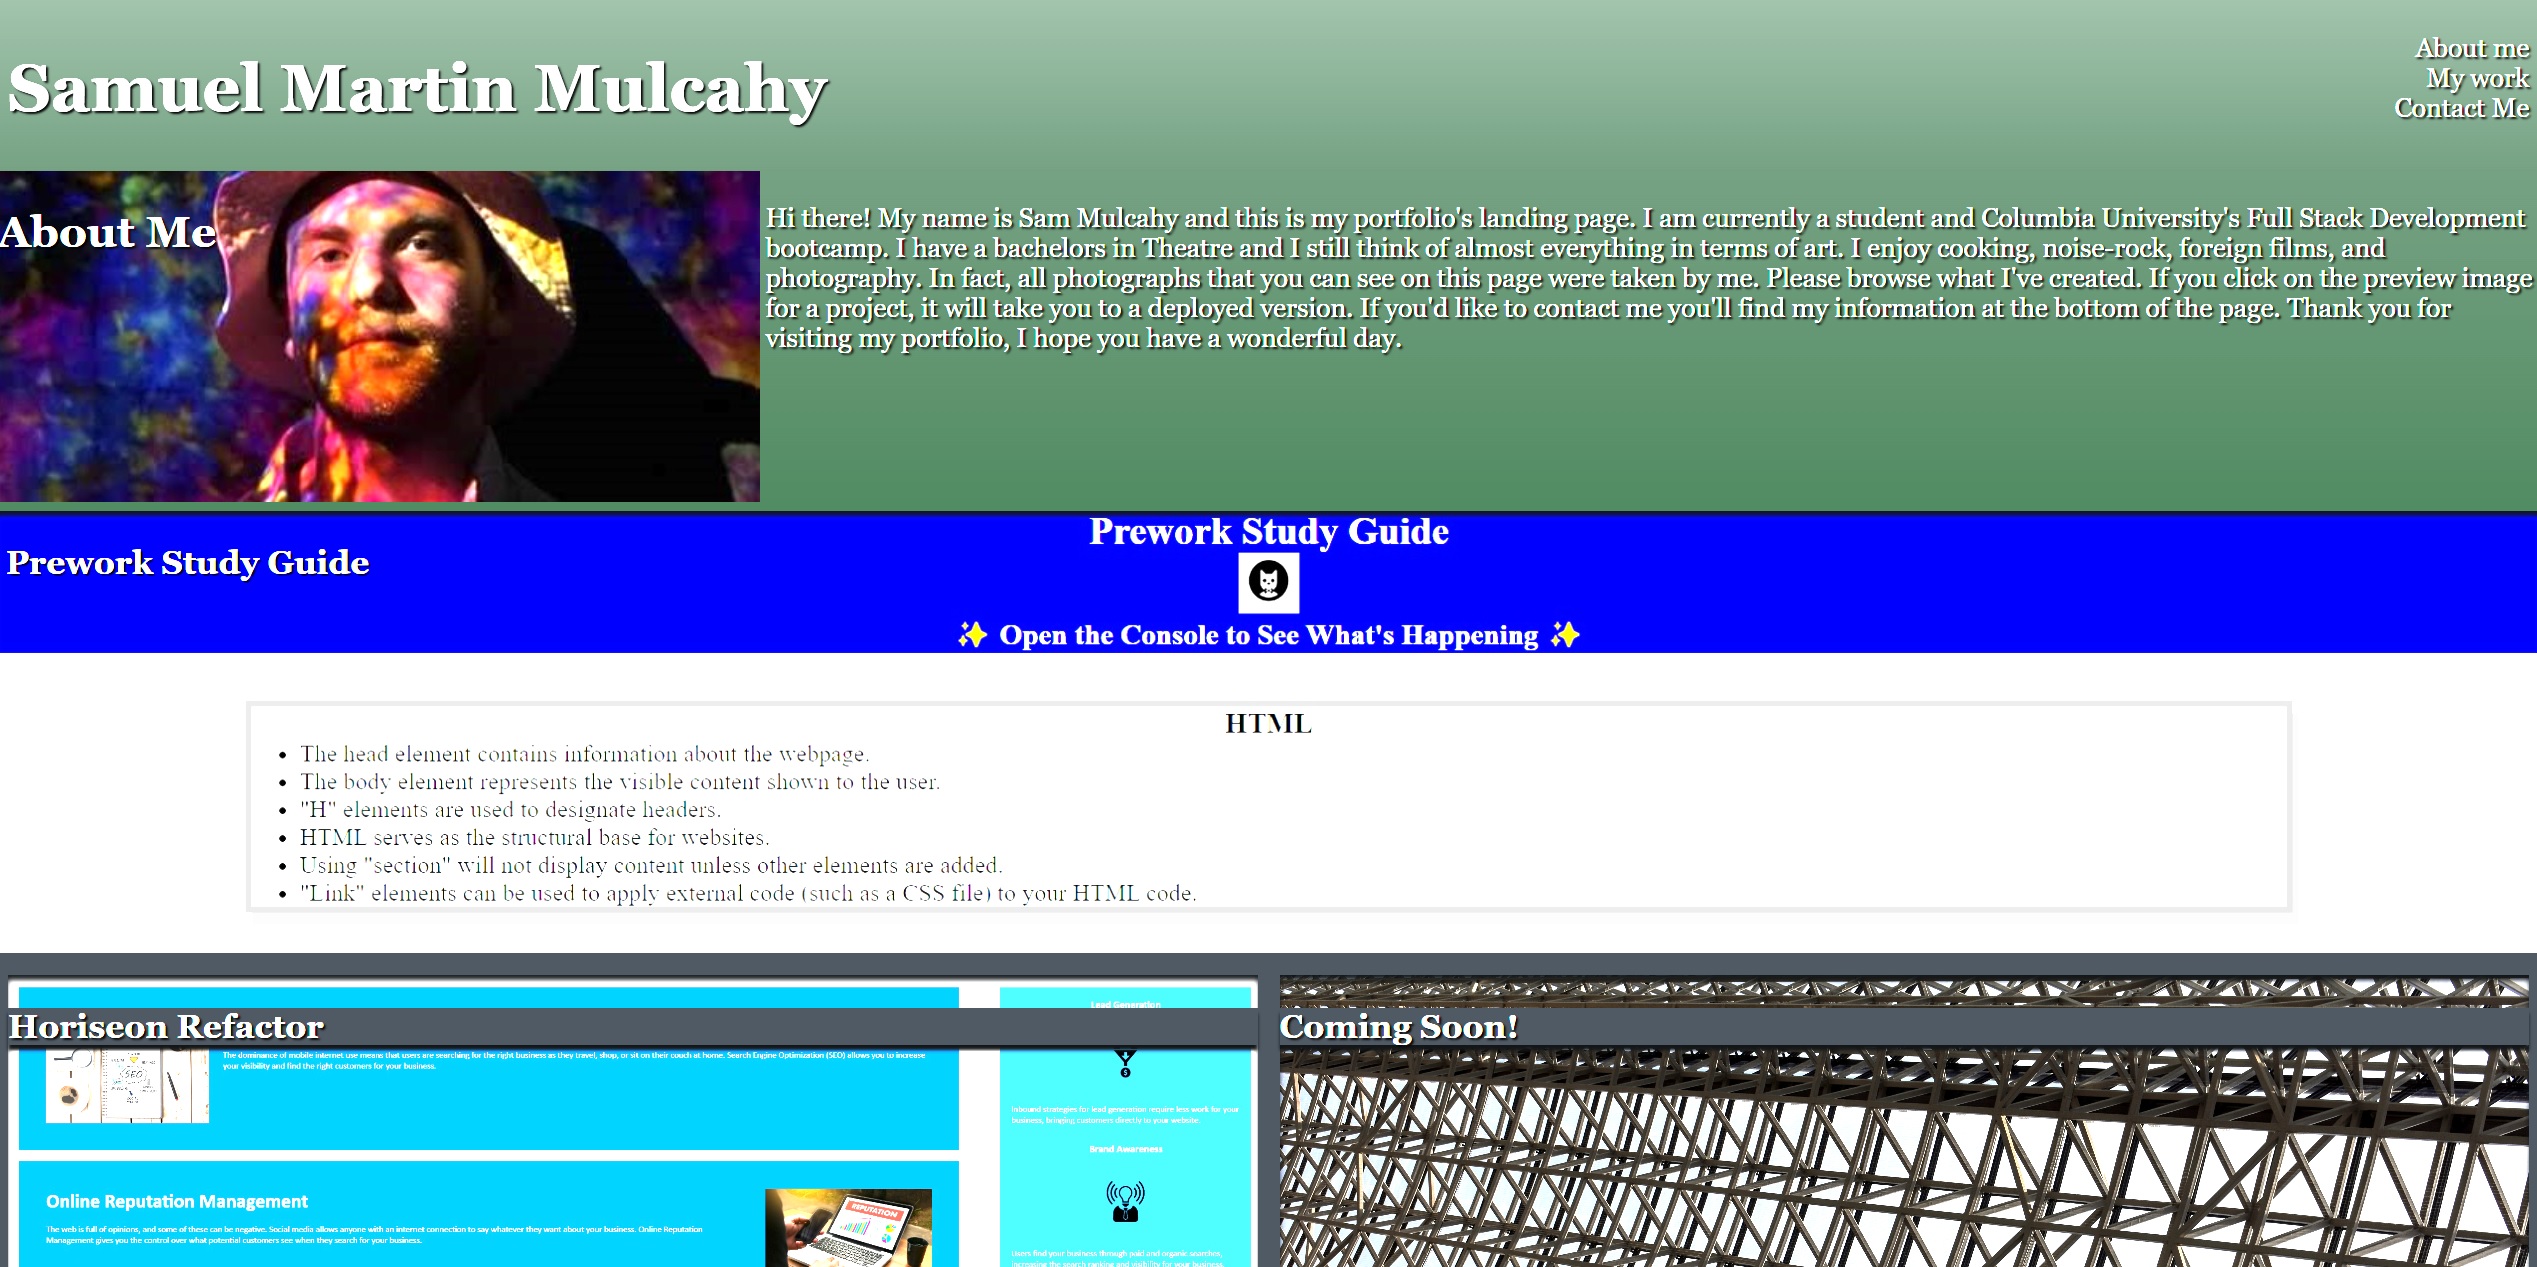 Samuel Martin Mulcahy
About me
My work
Contact Me
About Me
Hi there! My name is Sam Mulcahy and this is my portfolio's landing page. I am currently a student and Columbia University's Full Stack Development
bootcamp. I have a bachelors in Theatre and I still think of almost everything in terms of art. I enjoy cooking, noise-rock, foreign films, and
photography. In fact, all photographs that you can see on this page were taken by me. Please browse what I've created. If you click on the preview image
for a project, it will take you to a deployed version. If you'd like to contact me you'll find my information at the bottom of the page. Thank you for
visiting my portfolio, I hope you have a wonderful day.
Prework Study Guide
Prework Study Guide
✨ Open the Console to See What's Happening ✨
HTML
• The head element contains information about the webpage.
• The body element represents the visible content shown to the user.
• "H" elements are used to designate headers.
• HTML serves as the structural base for websites.
• Using "section" will not display content unless other elements are added.
• "Link" elements can be used to apply external code (such as a CSS file) to your HTML code.
Horiseon Refactor
The dominance of mobile internet use means that users are searching for the right business as they travel, shop, or sit on their couch at home. Search Engine Optimization (SEO) allows you to increase
your visibility and find the right customers for your business.
SEO
Online Reputation Management
The web is full of opinions, and some of these can be negative. Social media allows anyone with an internet connection to say whatever they want about your business. Online Reputation
Management gives you the control over what potential customers see when they search for your business.
REPUTATION
Lead Generation
Inbound strategies for lead generation require less work for your
business, bringing customers directly to your website.
Brand Awareness
Users find your business through paid and organic searches,
increasing the search ranking and visibility for your business.
Coming Soon!